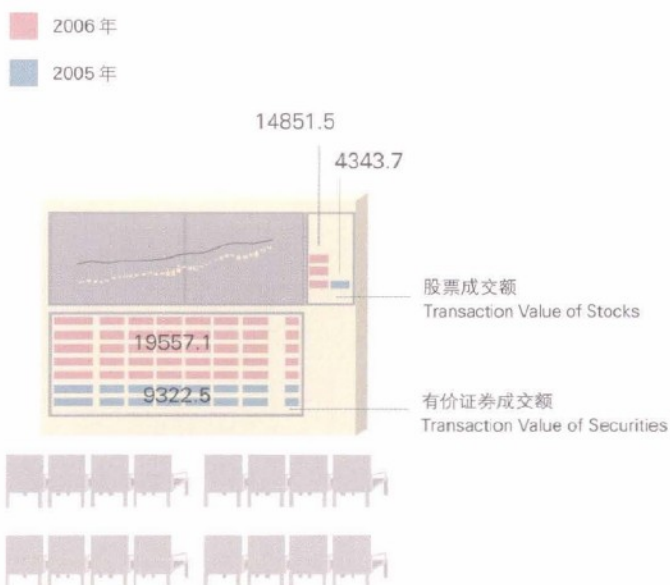 2006 年
2005 年
14851.5
4343.7
股票成交额
Transaction Value of Stocks
19557.1
9322.5
有价证券成交额
Transaction Value of Securities